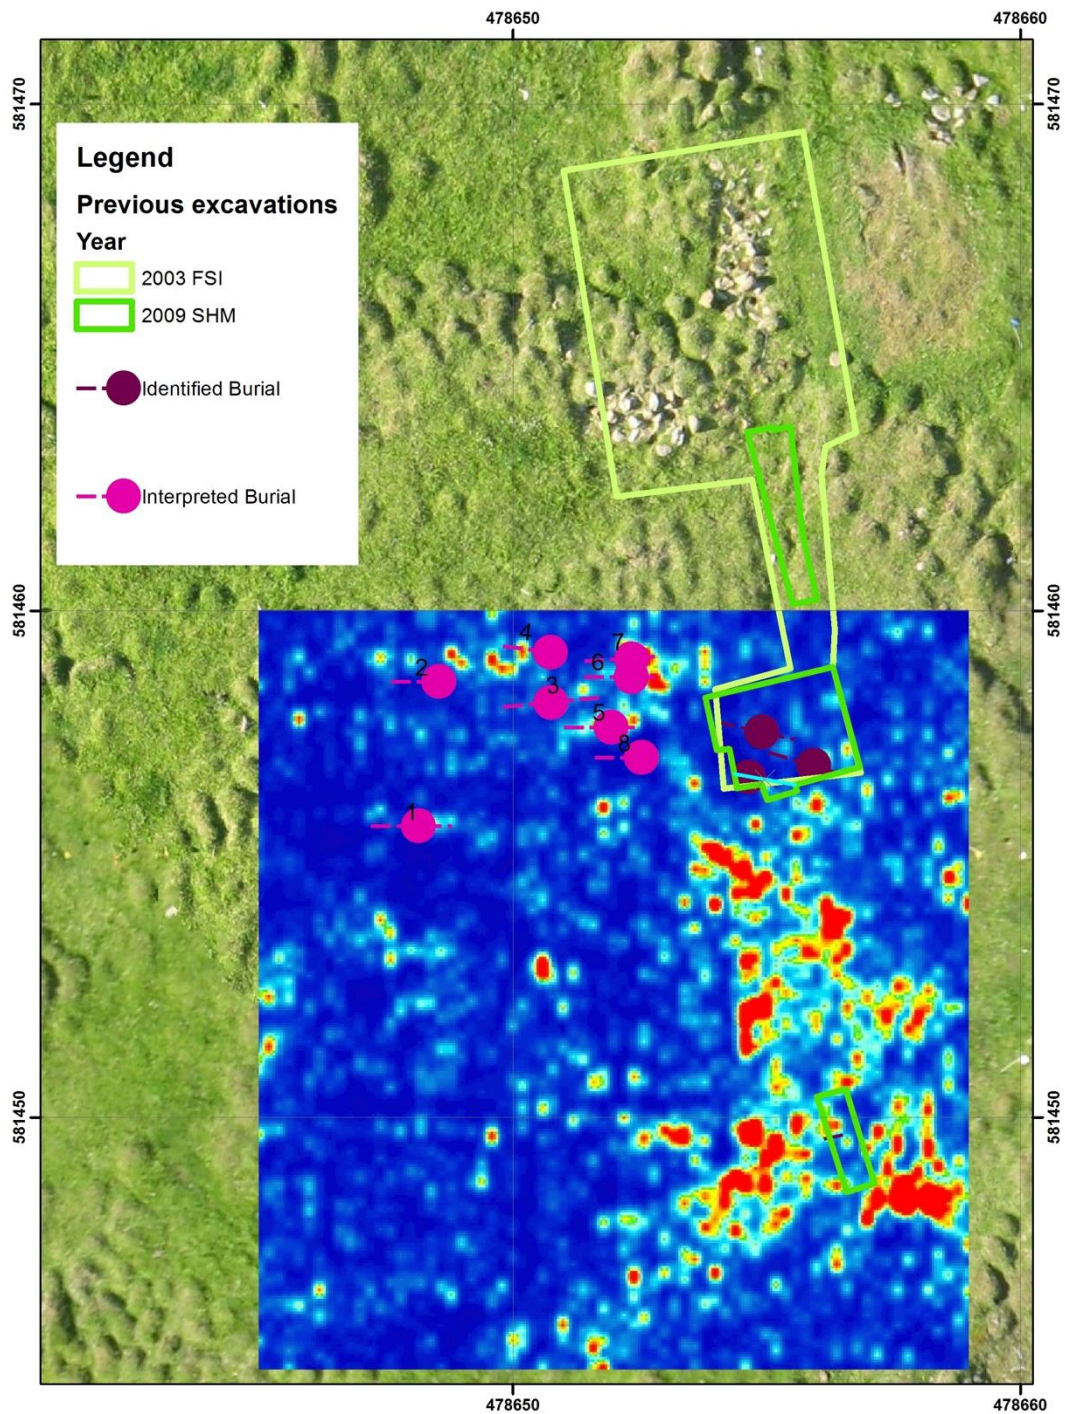 478650
478660
581470
581470
Legend
Previous excavations
Year
2003 FSI
2009 SHM
Identified Burial
Interpreted Burial
581460
581460
4
7
6
2
3
5
8
1
581450
581450
478650
478660